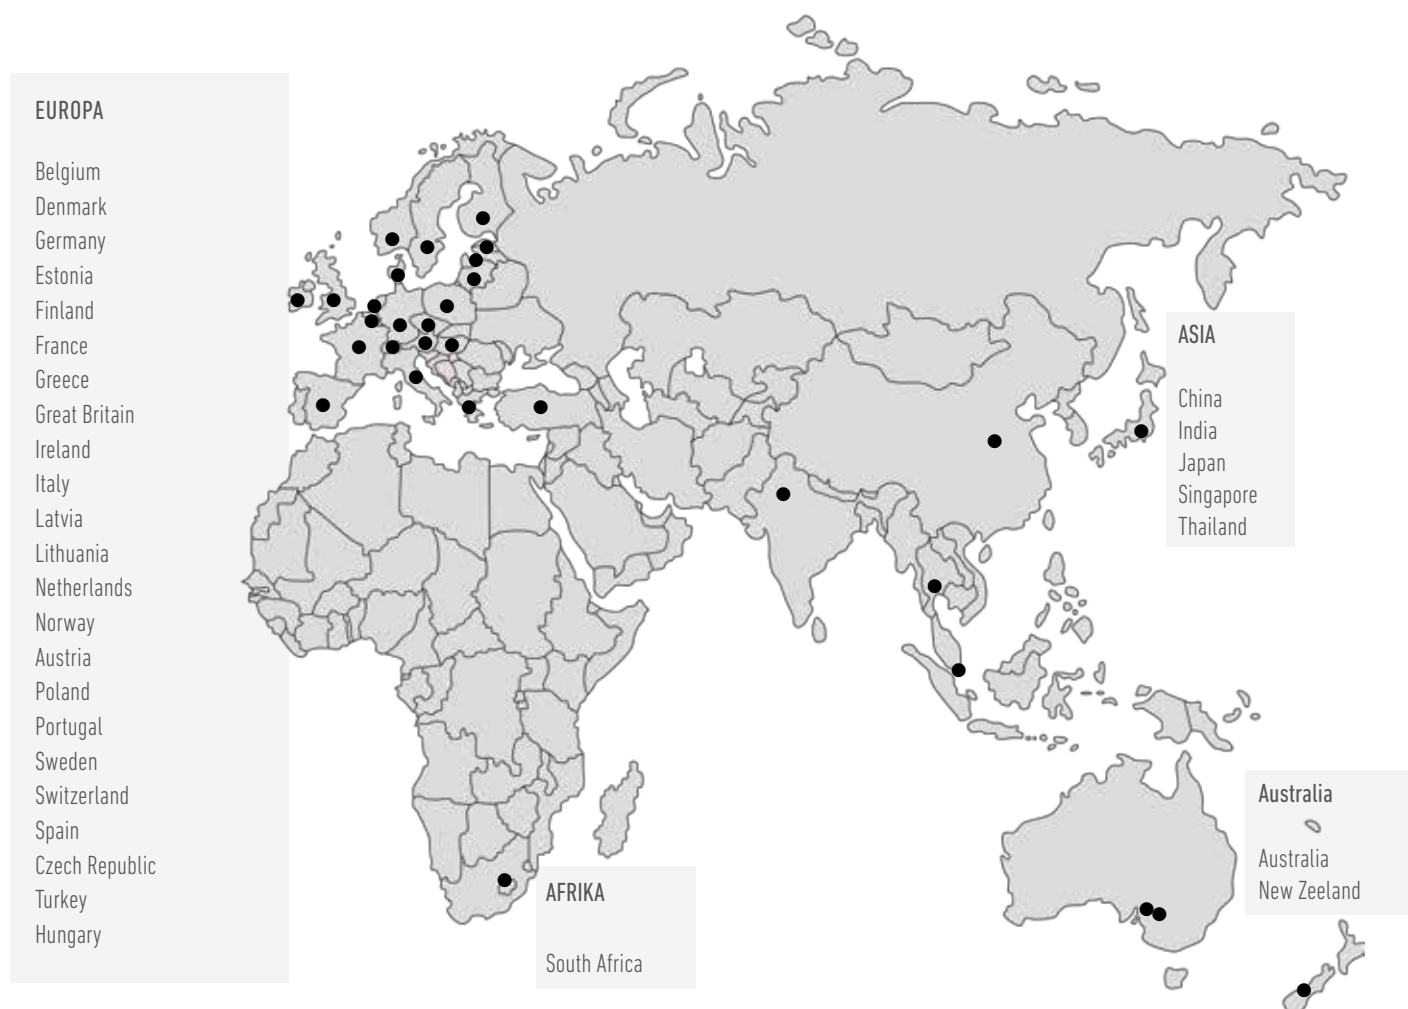 EUROPA
Belgium
Denmark
Germany
Estonia
Finland
France
Greece
Great Britain
Ireland
Italy
Latvia
Lithuania
Netherlands
Norway
Austria
Poland
Portugal
Sweden
Switzerland
Spain
Czech Republic
Turkey
Hungary
ASIA
China
India
Japan
Singapore
Thailand
Australia
Australia
New Zeeland
AFRIKA
South Africa